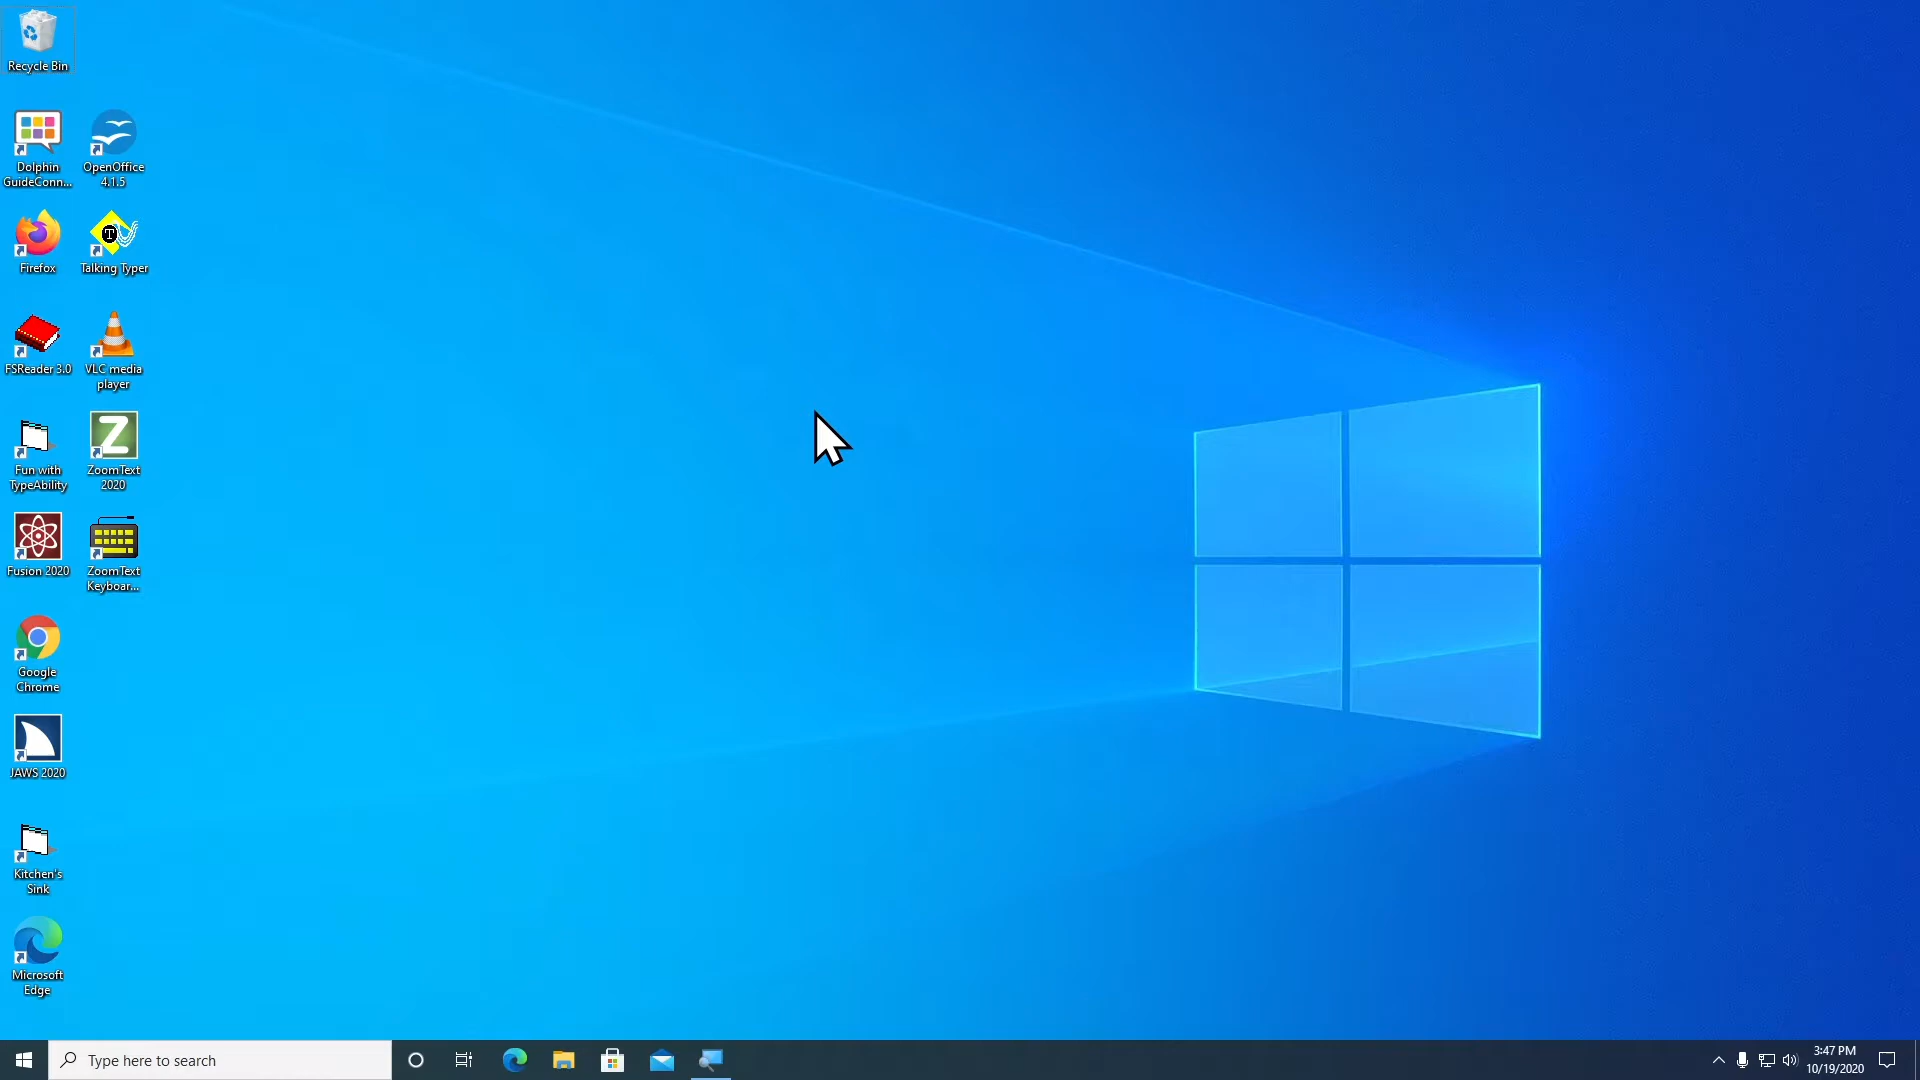 Recycle Bin
Dolphin
GuideConn...
OpenOffice
4.1.5
Firefox
T
Talking Typer
FSReader 3.0
VLC media
player
Fun with
TypeAbility
Z
ZoomText
2020
Fusion 2020
ZoomText
Keyboar...
Google
Chrome
JAWS 2020
Kitchen's
Sink
Microsoft
Edge
Type here to search
3:47 PM
10/19/2020